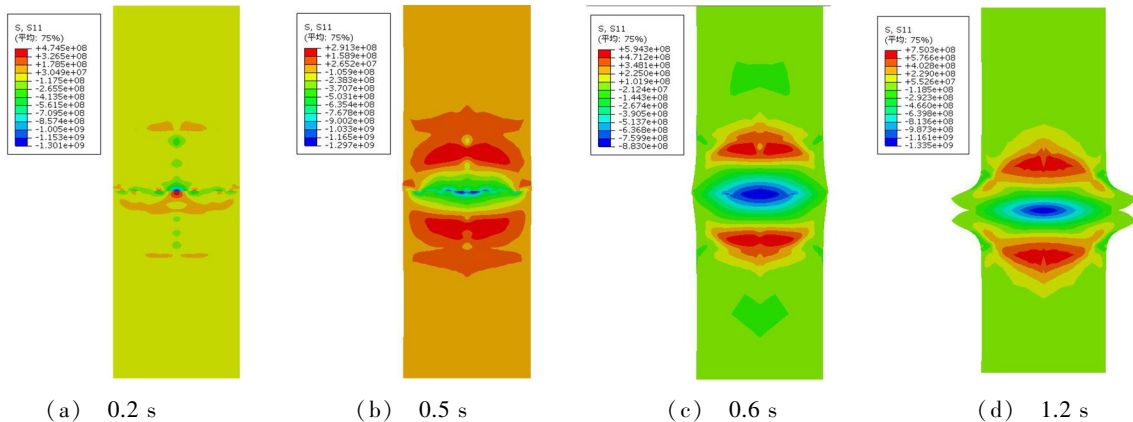 S, S11
(平均: 75%)
+4.745e+08
+3.265e+08
+1.785e+08
+3.049e+07
-1.175e+08
-2.655e+08
-4.135e+08
-5.615e+08
-7.095e+08
-8.574e+08
-1.005e+09
-1.153e+09
-1.301e+09
(a) 0.2 s
S, S11
(平均: 75%)
+2.913e+08
+1.589e+08
+2.652e+07
-1.059e+08
-2.383e+08
-3.707e+08
-5.031e+08
-6.354e+08
-7.678e+08
-9.002e+08
-1.033e+09
-1.165e+09
-1.297e+09
(b) 0.5 s
S, S11
(平均: 75%)
+5.943e+08
+4.712e+08
+3.481e+08
+2.250e+08
+1.019e+08
-2.124e+07
-1.443e+08
-2.674e+08
-3.905e+08
-5.137e+08
-6.368e+08
-7.599e+08
-8.830e+08
(c) 0.6 s
S, S11
(平均: 75%)
+7.503e+08
+5.766e+08
+4.028e+08
+2.290e+08
+5.526e+07
-1.185e+08
-2.923e+08
-4.660e+08
-6.398e+08
-8.136e+08
-9.873e+08
-1.161e+09
-1.335e+09
(d) 1.2 s